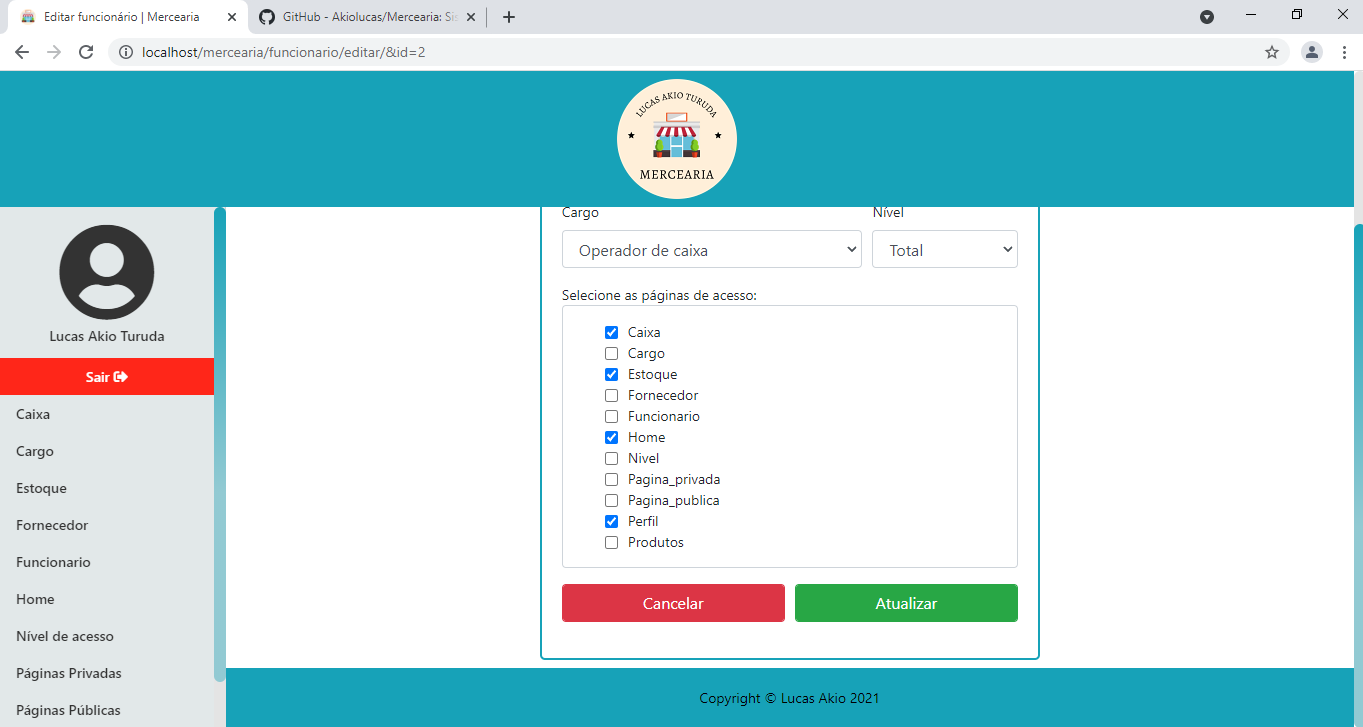 Editar funcionário | Mercearia
GitHub - Akiolucas/Mercearia: Sis
localhost/mercearia/funcionario/editar/&id=2
LUCAS AKIO TURUDA
MERCEARIA
Lucas Akio Turuda
Sair
Caixa
Cargo
Estoque
Fornecedor
Funcionario
Home
Nível de acesso
Páginas Privadas
Páginas Públicas
Cargo
Nível
Operador de caixa
Total
Selecione as páginas de acesso:
Caixa
Cargo
Estoque
Fornecedor
Funcionario
Home
Nivel
Pagina_privada
Pagina_publica
Perfil
Produtos
Cancelar
Atualizar
Copyright © Lucas Akio 2021